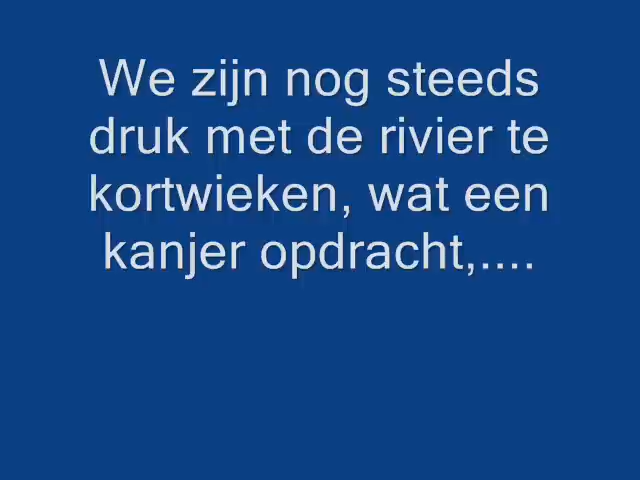 We zijn nog steeds
druk met de rivier te
kortwieken, wat een
kanjer opdracht,....